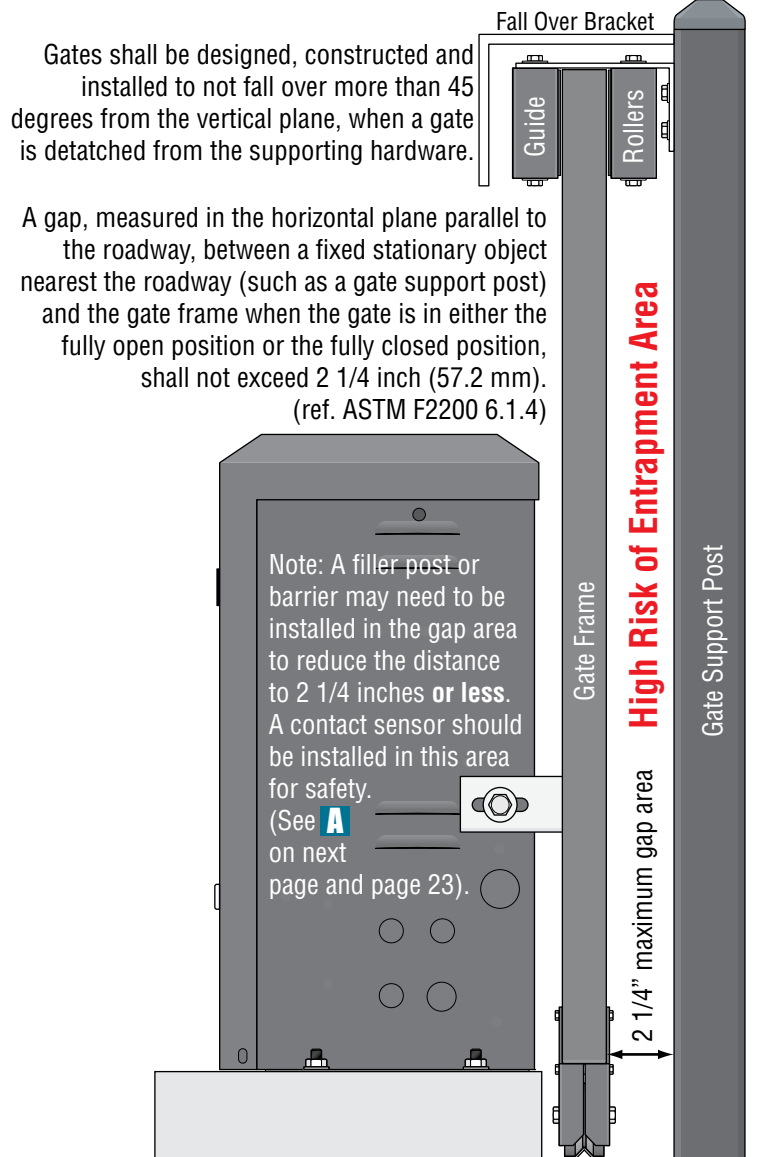 Fall Over Bracket
Gates shall be designed, constructed and
installed to not fall over more than 45
degrees from the vertical plane, when a gate
is detatched from the supporting hardware.
Guide
Rollers
A gap, measured in the horizontal plane parallel to
the roadway, between a fixed stationary object
nearest the roadway (such as a gate support post)
and the gate frame when the gate is in either the
fully open position or the fully closed position,
shall not exceed 2 1/4 inch (57.2 mm).
(ref. ASTM F2200 6.1.4)
Note: A filler post or
barrier may need to be
installed in the gap area
to reduce the distance
to 2 1/4 inches or less.
A contact sensor should
be installed in this area
for safety.
(See A
on next
page and page 23).
Gate Frame
High Risk of Entrapment Area
2 1/4” maximum gap area
Gate Support Post